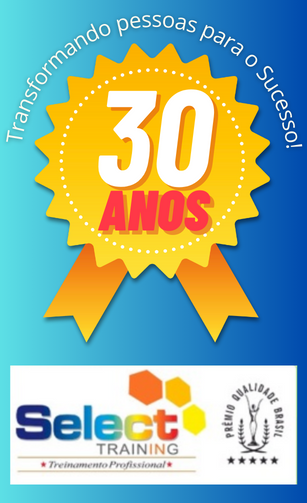 Transformando pessoas para o Sucesso!
30
ANOS
Select
TRAINING
Treinamento Profissional
PRÊMIO QUALIDADE BRASIL